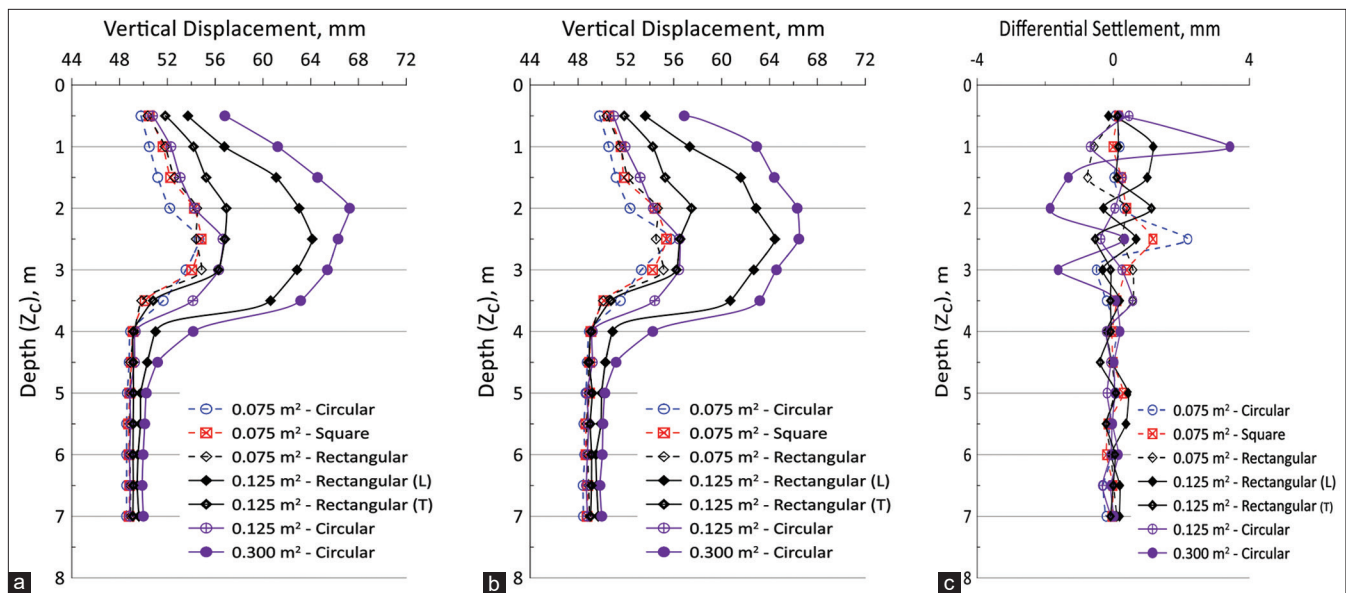 Vertical Displacement, mm
44 48 52 56 60 64 68 72
0
1
2
3
4
5
6
7
8
Depth (Z_C), m
0.075 m² - Circular
0.075 m² - Square
0.075 m² - Rectangular
0.125 m² - Rectangular (L)
0.125 m² - Rectangular (T)
0.125 m² - Circular
0.300 m² - Circular
a
Vertical Displacement, mm
44 48 52 56 60 64 68 72
0
1
2
3
4
5
6
7
8
Depth (Z_C), m
0.075 m² - Circular
0.075 m² - Square
0.075 m² - Rectangular
0.125 m² - Rectangular (L)
0.125 m² - Rectangular (T)
0.125 m² - Circular
0.300 m² - Circular
b
Differential Settlement, mm
-4 0 4
0
1
2
3
4
5
6
7
8
Depth (Z_C), m
0.075 m² - Circular
0.075 m² - Square
0.075 m² - Rectangular
0.125 m² - Rectangular (L)
0.125 m² - Rectangular (T)
0.125 m² - Circular
0.300 m² - Circular
c